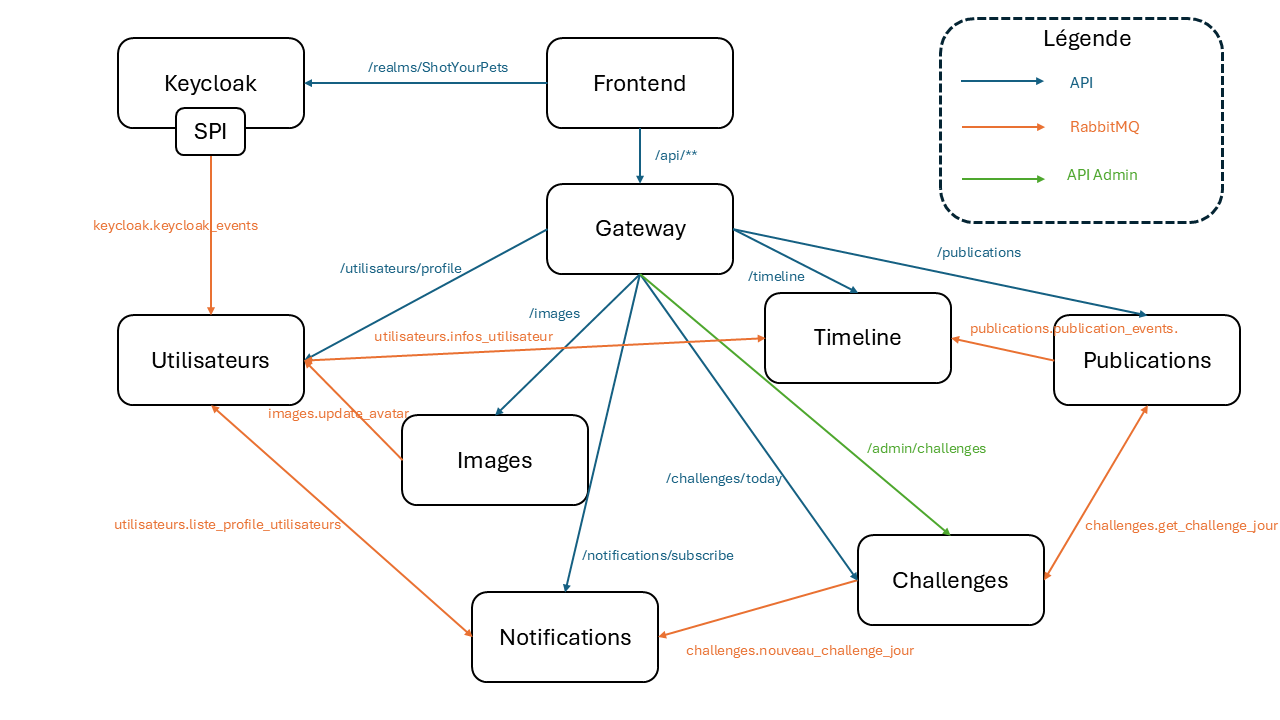 Légende
Keycloak
/realms/ShotYourPets
Frontend
API
SPI
RabbitMQ
/api/**
API Admin
keycloak.keycloak_events
Gateway
/publications
/utilisateurs/profile
/timeline
/images
utilisateurs.infos_utilisateur
Timeline
publications.publication_events.
Utilisateurs
Publications
images.update_avatar
Images
/admin/challenges
/challenges/today
utilisateurs.liste_profile_utilisateurs
challenges.get_challenge_jour
/notifications/subscribe
Challenges
Notifications
challenges.nouveau_challenge_jour